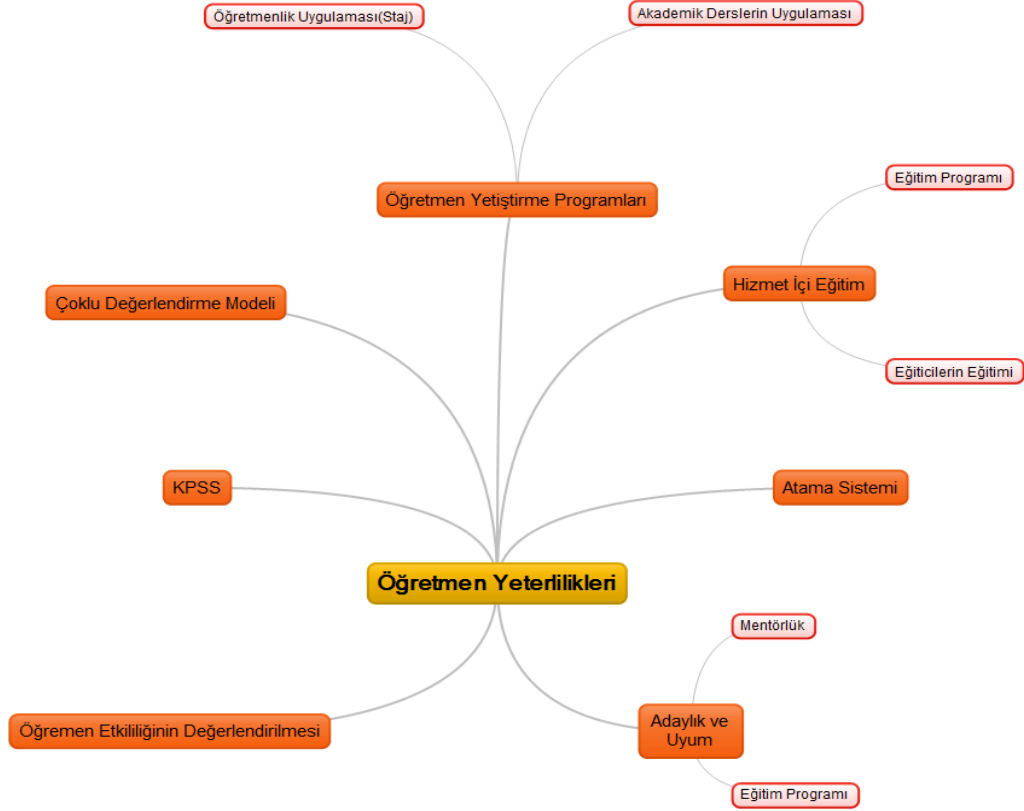 Öğretmenlik Uygulaması(Staj)
Akademik Derslerin Uygulaması
Eğitim Programı
Öğretmen Yetiştirme Programları
Hizmet İçi Eğitim
Çoklu Değerlendirme Modeli
Eğiticilerin Eğitimi
KPSS
Atama Sistemi
Öğretmen Yeterlilikleri
Mentörlük
Öğremen Etkililiğinin Değerlendirilmesi
Adaylık ve
Uyum
Eğitim Programı